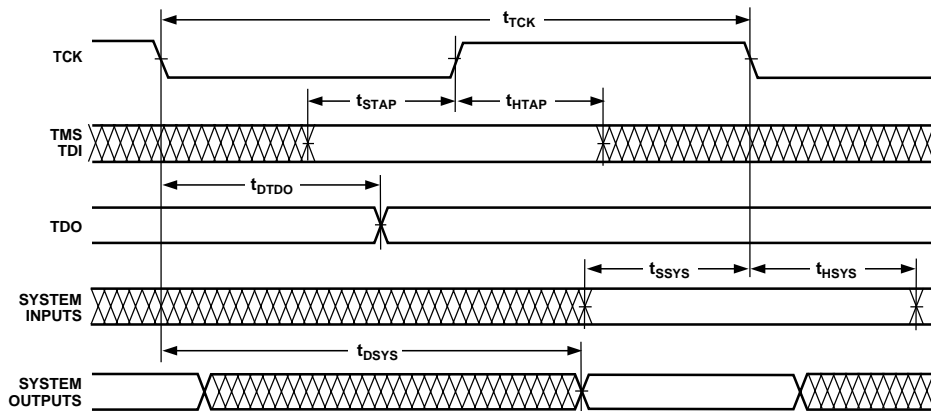 tTCK
TCK
tSTAP
tHTAP
TMS
TDI
tDTDO
TDO
tSSYS
tHSYS
SYSTEM
INPUTS
tDSYS
SYSTEM
OUTPUTS